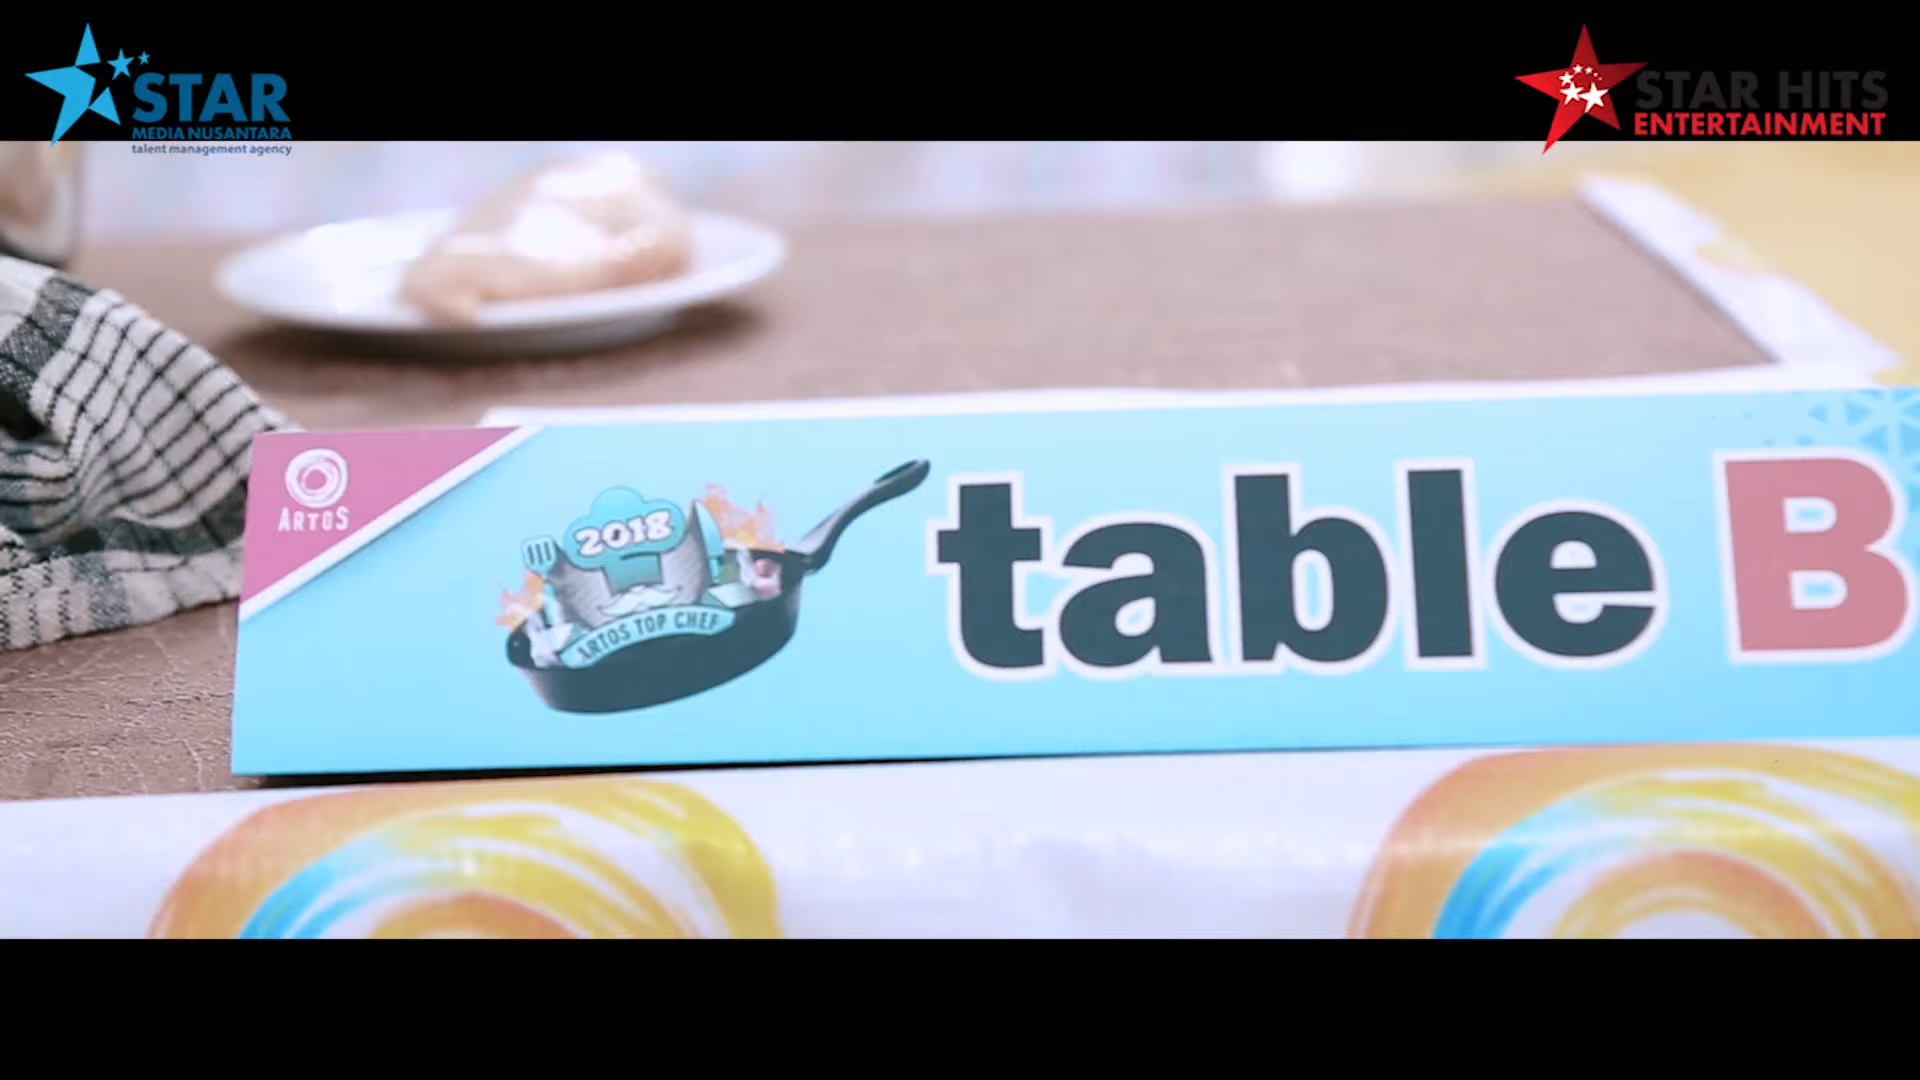 STAR
MEDIA NUSANTARA
talent management agency
STAR HITS
ENTERTAINMENT
ARTOS
2018
ARTOS TOP CHEF
table B